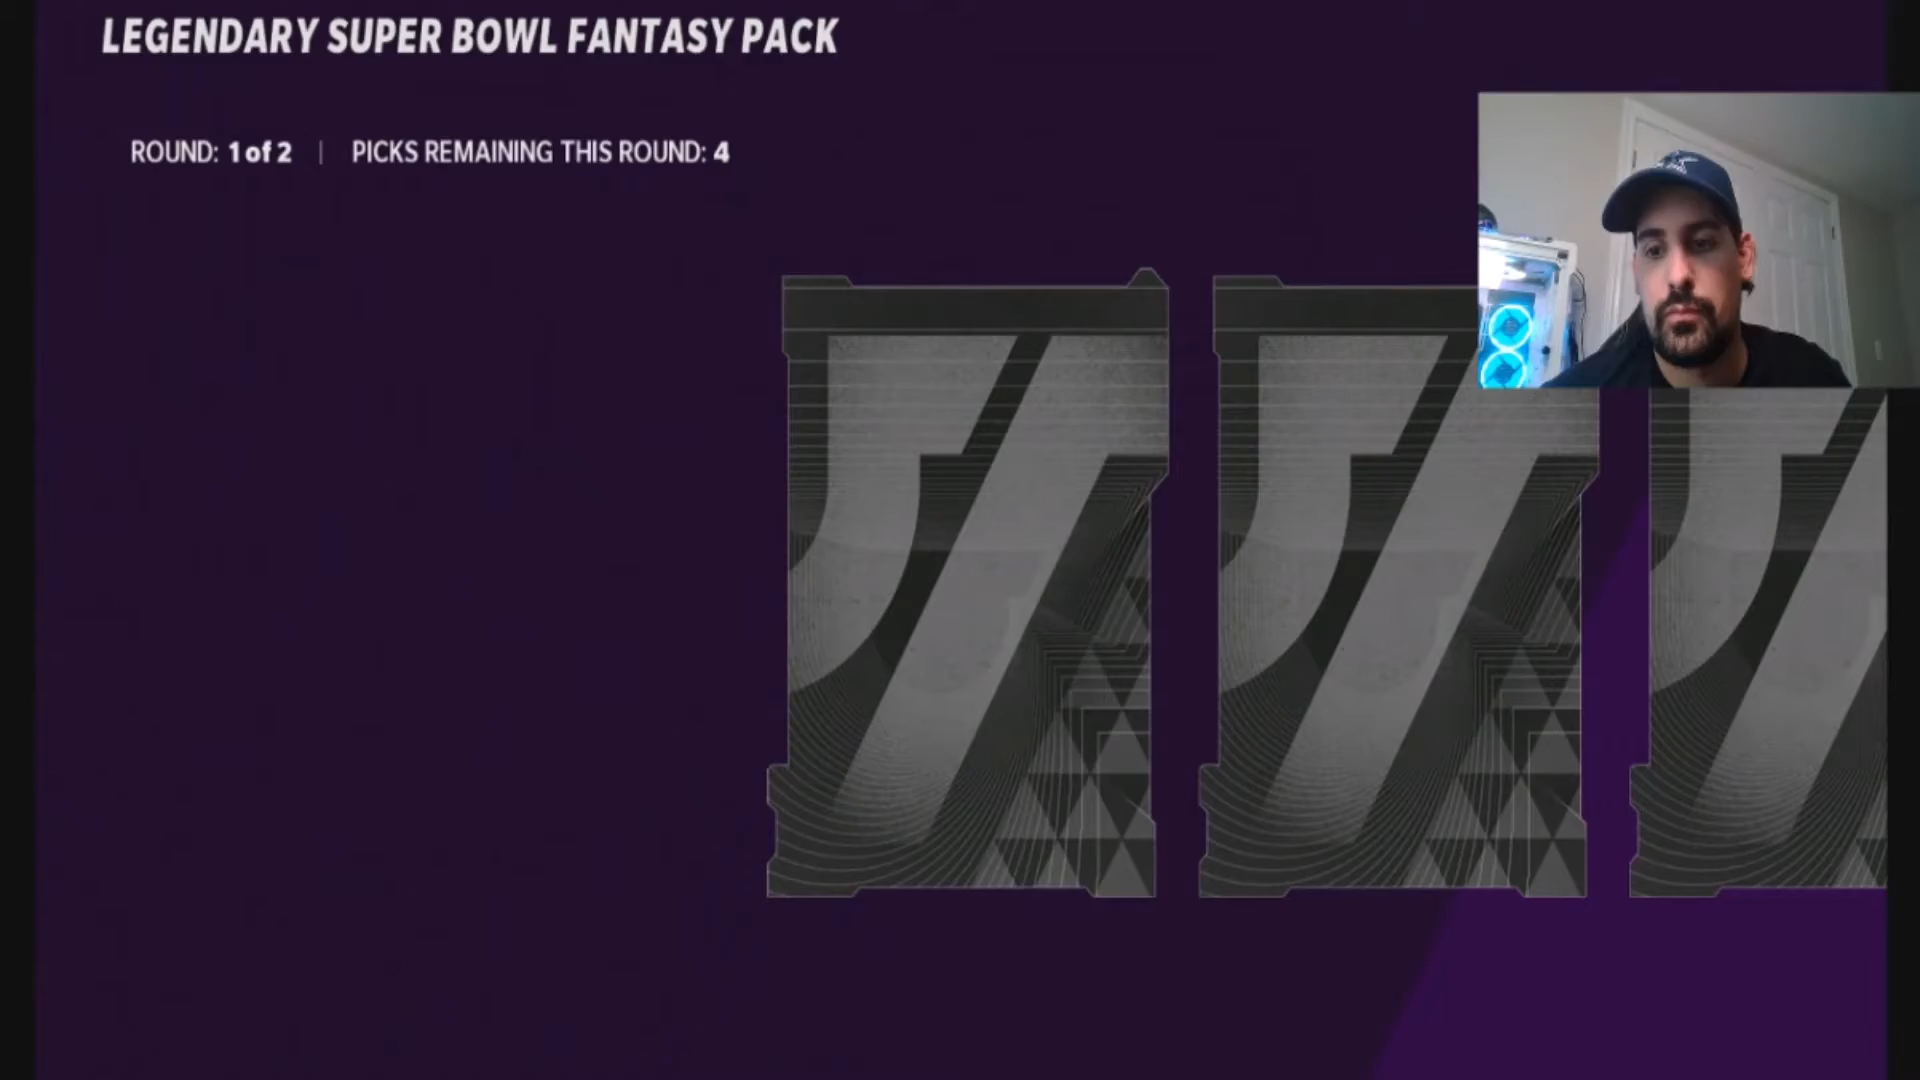 LEGENDARY SUPER BOWL FANTASY PACK
ROUND: 1 of 2 | PICKS REMAINING THIS ROUND: 4